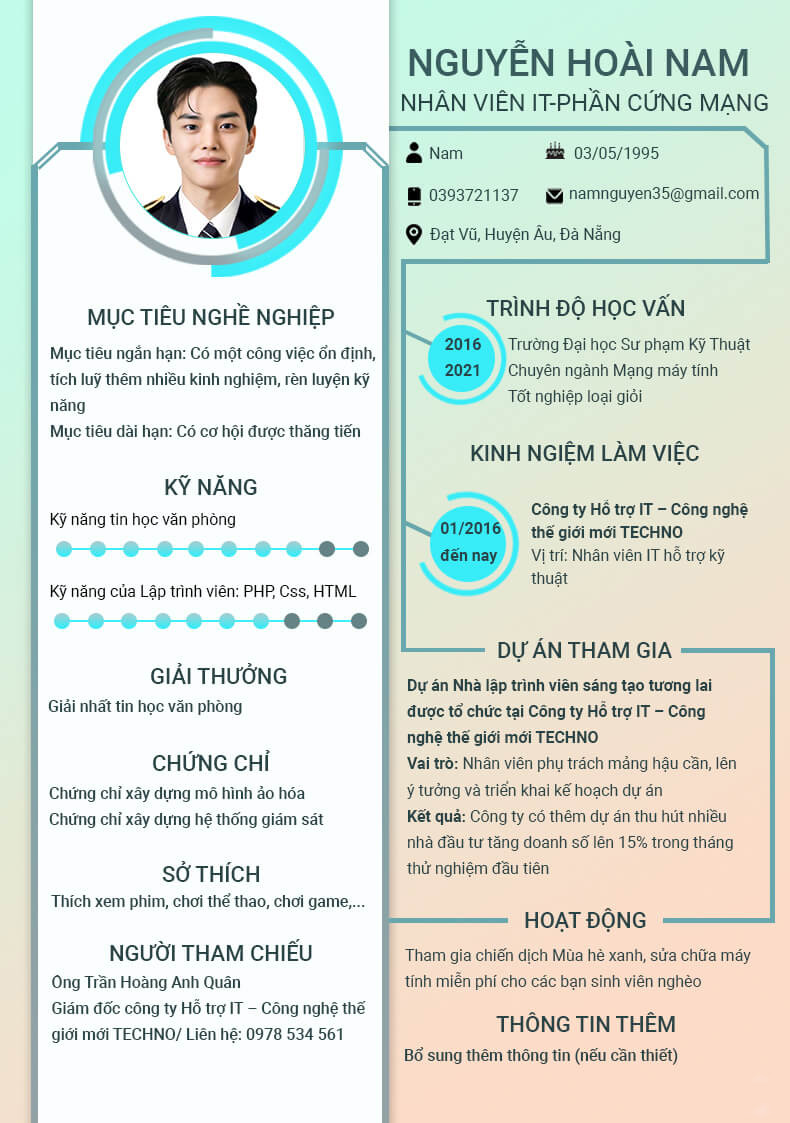 NGUYỄN HOÀI NAM
NHÂN VIÊN IT-PHẦN CỨNG MẠNG
Nam
03/05/1995
0393721137
namnguyen35@gmail.com
Đạt Vũ, Huyện Âu, Đà Nẵng
MỤC TIÊU NGHỀ NGHIỆP
Mục tiêu ngắn hạn: Có một công việc ổn định,
tích luỹ thêm nhiều kinh nghiệm, rèn luyện kỹ
năng
Mục tiêu dài hạn: Có cơ hội được thăng tiến
KỸ NĂNG
Kỹ năng tin học văn phòng
Kỹ năng của Lập trình viên: PHP, Css, HTML
GIẢI THƯỞNG
Giải nhất tin học văn phòng
CHỨNG CHỈ
Chứng chỉ xây dựng mô hình ảo hóa
Chứng chỉ xây dựng hệ thống giám sát
SỞ THÍCH
Thích xem phim, chơi thể thao, chơi game,...
NGƯỜI THAM CHIẾU
Ông Trần Hoàng Anh Quân
Giám đốc công ty Hỗ trợ IT – Công nghệ thế
giới mới TECHNO/ Liên hệ: 0978 534 561
TRÌNH ĐỘ HỌC VẤN
2016
2021
Trường Đại học Sư phạm Kỹ Thuật
Chuyên ngành Mạng máy tính
Tốt nghiệp loại giỏi
KINH NGIỆM LÀM VIỆC
01/2016
đến nay
Công ty Hỗ trợ IT – Công nghệ
thế giới mới TECHNO
Vị trí: Nhân viên IT hỗ trợ kỹ
thuật
DỰ ÁN THAM GIA
Dự án Nhà lập trình viên sáng tạo tương lai
được tổ chức tại Công ty Hỗ trợ IT – Công
nghệ thế giới mới TECHNO
Vai trò: Nhân viên phụ trách mảng hậu cần, lên
ý tưởng và triển khai kế hoạch dự án
Kết quả: Công ty có thêm dự án thu hút nhiều
nhà đầu tư tăng doanh số lên 15% trong tháng
thử nghiệm đầu tiên
HOẠT ĐỘNG
Tham gia chiến dịch Mùa hè xanh, sửa chữa máy
tính miễn phí cho các bạn sinh viên nghèo
THÔNG TIN THÊM
Bổ sung thêm thông tin (nếu cần thiết)